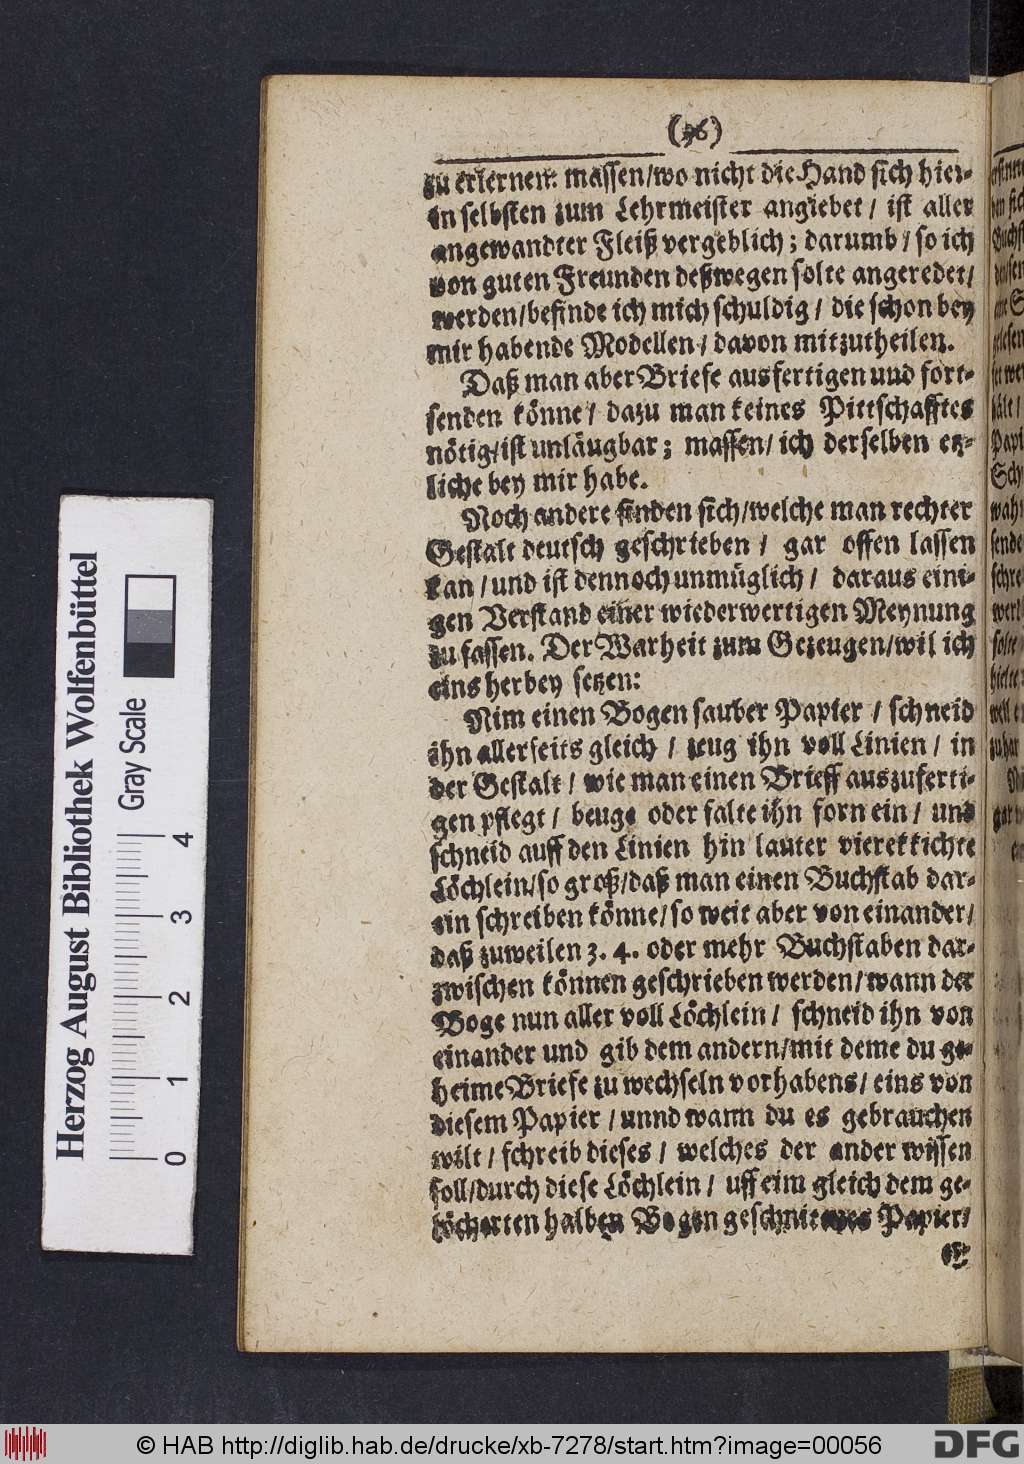 (56)
zu erlernen: massen/wo nicht die Hand sich hier-
in selbsten zum Lehrmeister angiebet / ist aller
angewandter Fleiß vergeblich; darumb / so ich
von guten Freunden deßwegen solte angeredet/
werden/befinde ich mich schuldig / die schon bey
mir habende Modellen / davon mitzutheilen.
Daß man aber Briefe ausfertigen und fort-
senden könne/ dazu man keines Pittschafftes
nötig/ist unläugbar; massen/ ich derselben etz-
liche bey mir habe.
Noch andere finden sich/welche man rechter
Gestalt deutsch geschrieben / gar offen lassen
kan /und ist dennoch unmüglich / daraus eini-
gen Verstand einer wiederwertigen Meynung
zu fassen. Der Warheit zum Gezeugen/wil ich
eins herbey setzen:
Nim einen Bogen sauber Papier / schneid
ihn allerseits gleich / zeug ihn voll Linien / in
der Gestalt / wie man einen Brieff auszuferti-
gen pflegt / beuge oder falte ihn forn ein / und
schneid auff den Linien hin lauter vierekkichte
Löchlein/so groß/daß man einen Buchstab dar-
ein schreiben könne/so weit aber von einander/
daß zuweilen 3. 4. oder mehr Buchstaben dar-
zwischen können geschrieben werden/wann der
Boge nun aller voll Löchlein / schneid ihn von
einander und gib dem andern/mit deme du ge-
heime Briefe zu wechseln vorhabens/ eins von
diesem Papier / unnd wann du es gebrauchen
wilt / schreib dieses / welches der ander wissen
soll/durch diese Löchlein / uff eim gleich dem ge-
löcherten halben Bogen geschnittenes Papier/
Herzog August Bibliothek Wolfenbüttel
Gray Scale
0 1 2 3 4
© HAB http://diglib.hab.de/drucke/xb-7278/start.htm?image=00056
DFG